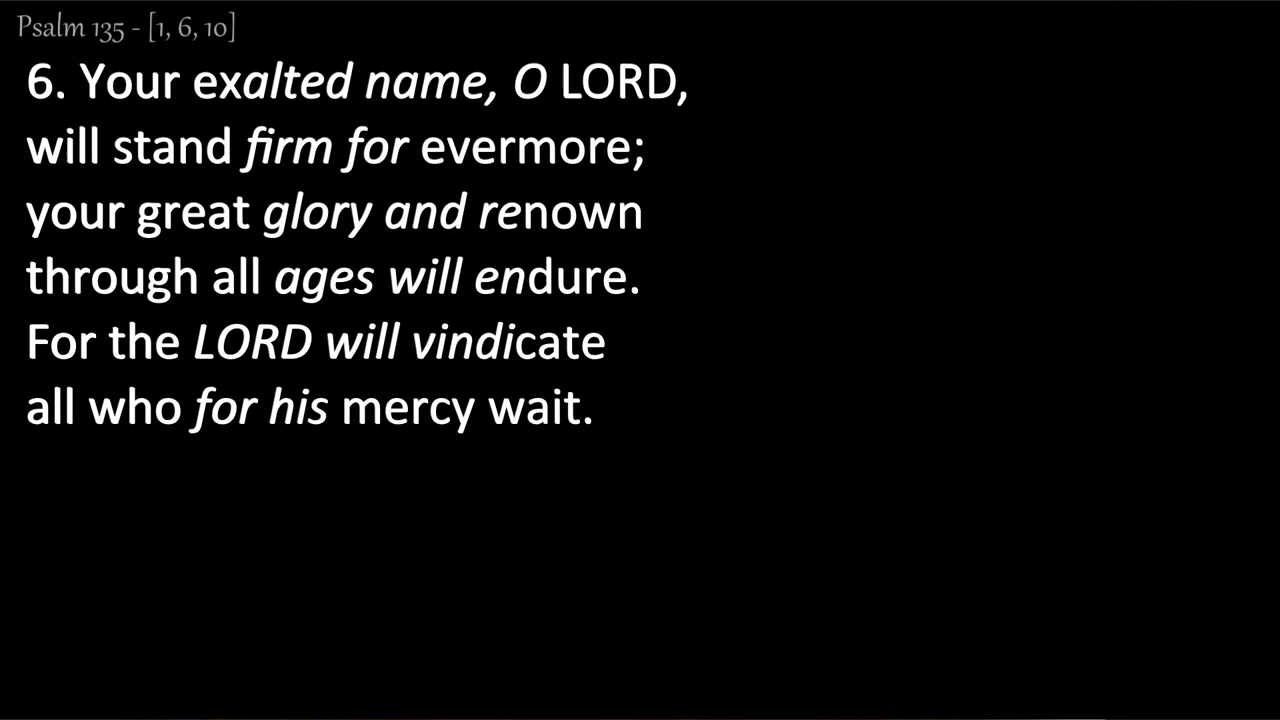 Psalm 135 - [1, 6, 10]
6. Your exalted name, O LORD,
will stand firm for evermore;
your great glory and renown
through all ages will endure.
For the LORD will vindicate
all who for his mercy wait.